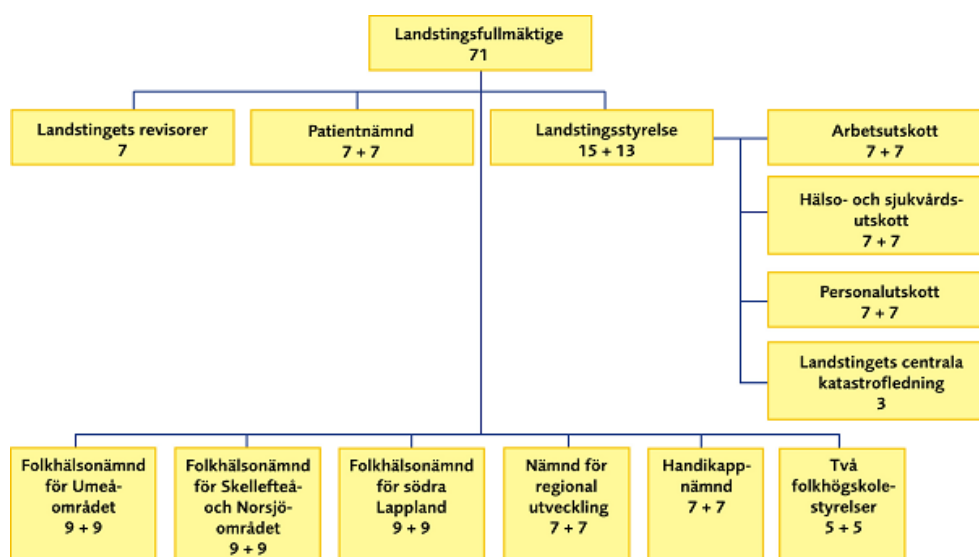 Landstingsfullmäktige
71
Landstingets revisorer
7
Patientnämnd
7 + 7
Landstingsstyrelse
15 + 13
Arbetsutskott
7 + 7
Hälso- och sjukvårds-
utskott
7 + 7
Personalutskott
7 + 7
Landstingets centrala
katastrofledning
3
Folkhälsonämnd
för Umeå-
området
9 + 9
Folkhälsonämnd
för Skellefteå-
och Norsjö-
området
9 + 9
Folkhälsonämnd
för södra
Lappland
9 + 9
Nämnd för
regional
utveckling
7 + 7
Handikapp-
nämnd
7 + 7
Två
folkhögskole-
styrelser
5 + 5